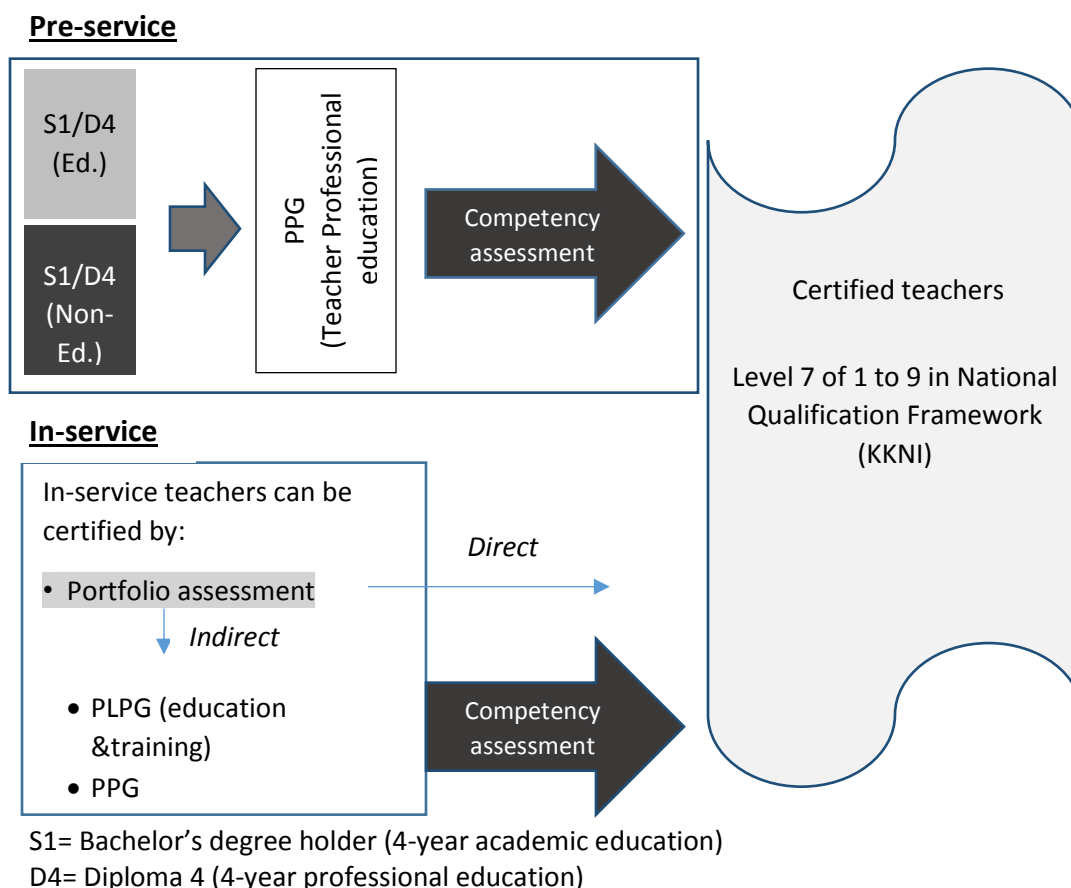 Pre-service
S1/D4
(Ed.)
S1/D4
(Non-
Ed.)
PPG
(Teacher Professional
education)
Competency
assessment
Certified teachers
Level 7 of 1 to 9 in National
Qualification Framework
(KKNI)
In-service
In-service teachers can be
certified by:
• Portfolio assessment
Direct
Indirect
• PLPG (education
&training)
• PPG
Competency
assessment
S1= Bachelor’s degree holder (4-year academic education)
D4= Diploma 4 (4-year professional education)